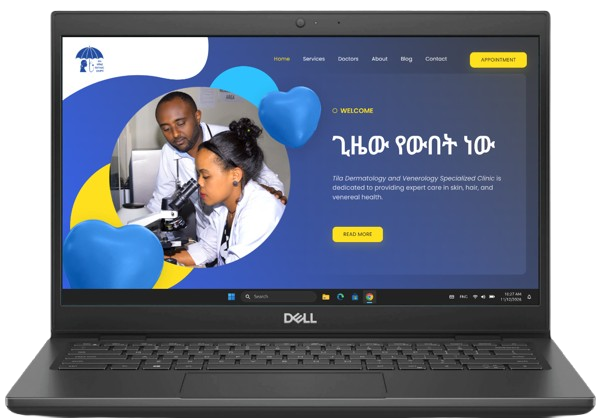 Home Services Doctors About Blog Contact APPOINTMENT
WELCOME
ጊዜው የውበት ነው
Tila Dermatology and Venerology Specialized Clinic is
dedicated to providing expert care in skin, hair, and
venereal health.
READ MORE
Search
ENG
DELL